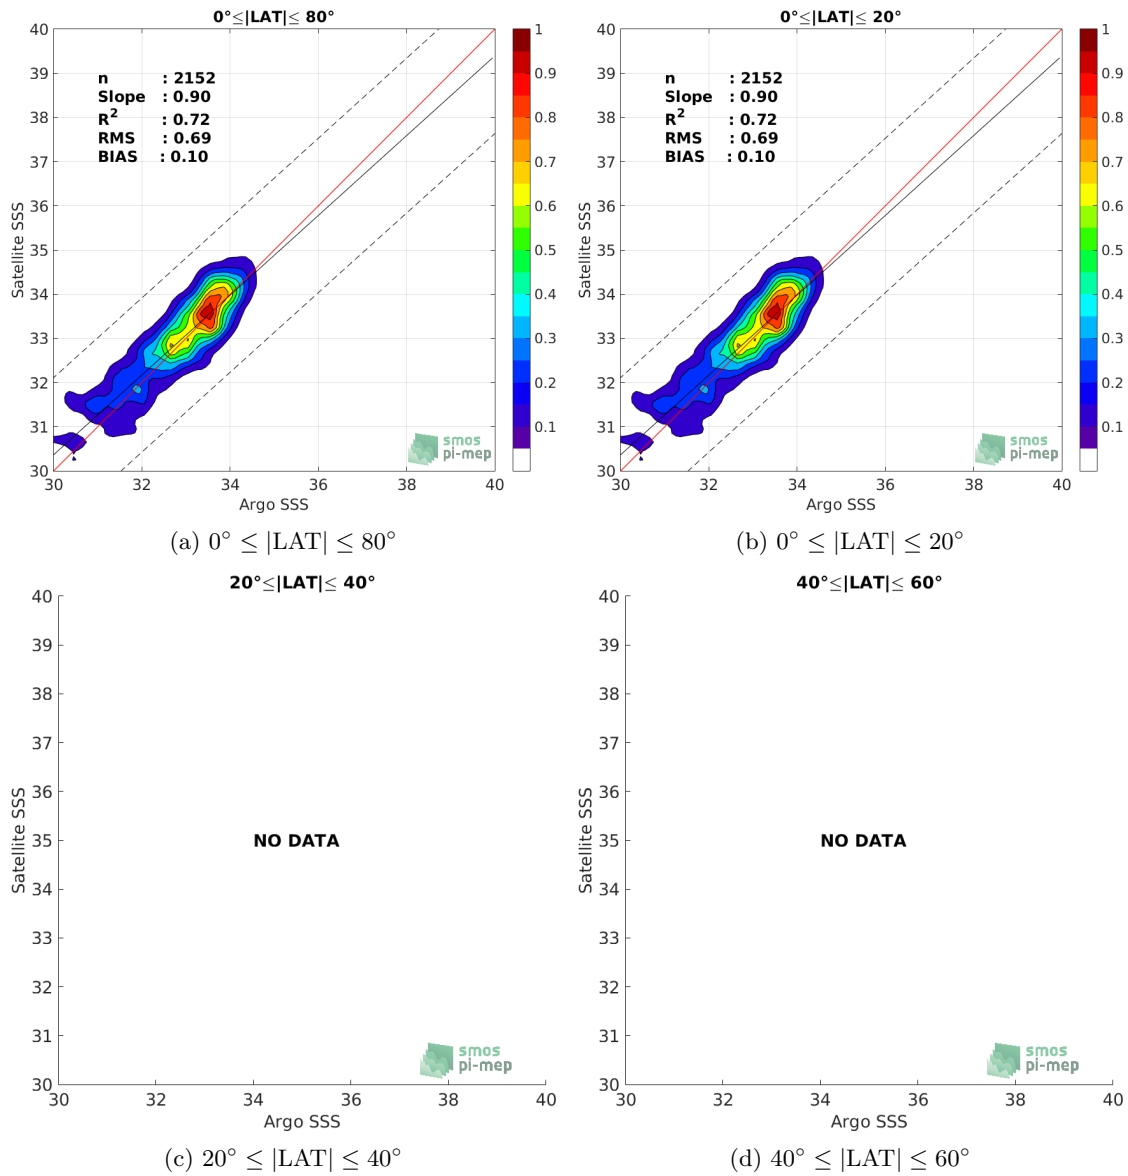 0°≤|LAT|≤ 80°
40
39
38
37
36
35
34
33
32
31
30
Satellite SSS
n : 2152
Slope : 0.90
R² : 0.72
RMS : 0.69
BIAS : 0.10
smos
pi-mep
30 32 34 36 38 40
Argo SSS
1
0.9
0.8
0.7
0.6
0.5
0.4
0.3
0.2
0.1
(a) 0° ≤ |LAT| ≤ 80°
0°≤|LAT|≤ 20°
40
39
38
37
36
35
34
33
32
31
30
Satellite SSS
n : 2152
Slope : 0.90
R² : 0.72
RMS : 0.69
BIAS : 0.10
smos
pi-mep
30 32 34 36 38 40
Argo SSS
1
0.9
0.8
0.7
0.6
0.5
0.4
0.3
0.2
0.1
(b) 0° ≤ |LAT| ≤ 20°
20°≤|LAT|≤ 40°
40
39
38
37
36
35
34
33
32
31
30
Satellite SSS
NO DATA
smos
pi-mep
30 32 34 36 38 40
Argo SSS
(c) 20° ≤ |LAT| ≤ 40°
40°≤|LAT|≤ 60°
40
39
38
37
36
35
34
33
32
31
30
Satellite SSS
NO DATA
smos
pi-mep
30 32 34 36 38 40
Argo SSS
(d) 40° ≤ |LAT| ≤ 60°